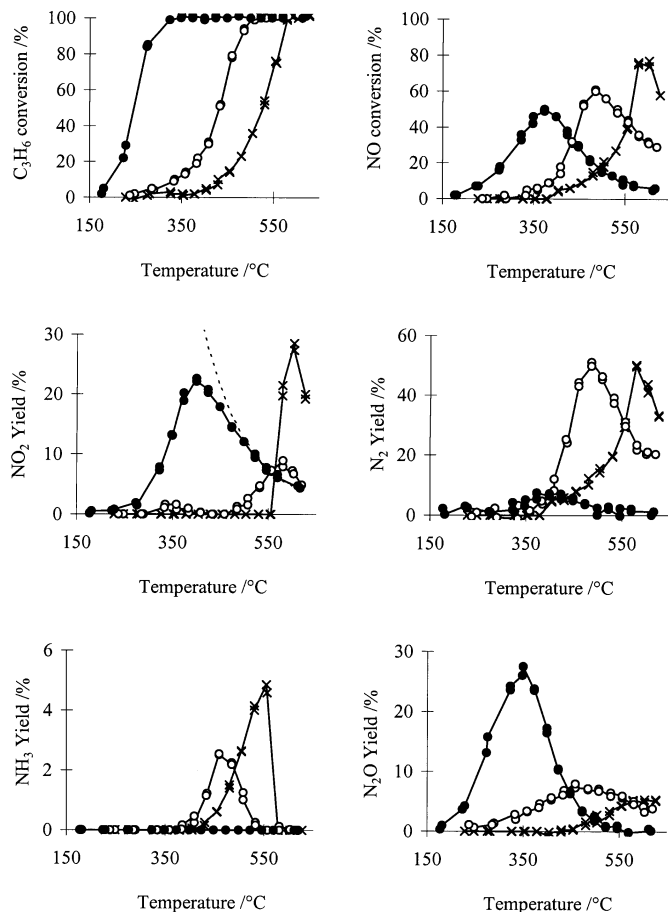 C₃H₆ conversion /%
100
80
60
40
20
0
150 350 550
Temperature /°C
NO conversion /%
100
80
60
40
20
0
150 350 550
Temperature /°C
NO₂ Yield /%
30
20
10
0
150 350 550
Temperature /°C
N₂ Yield /%
60
40
20
0
150 350 550
Temperature /°C
NH₃ Yield /%
6
4
2
0
150 350 550
Temperature /°C
N₂O Yield /%
30
20
10
0
150 350 550
Temperature /°C